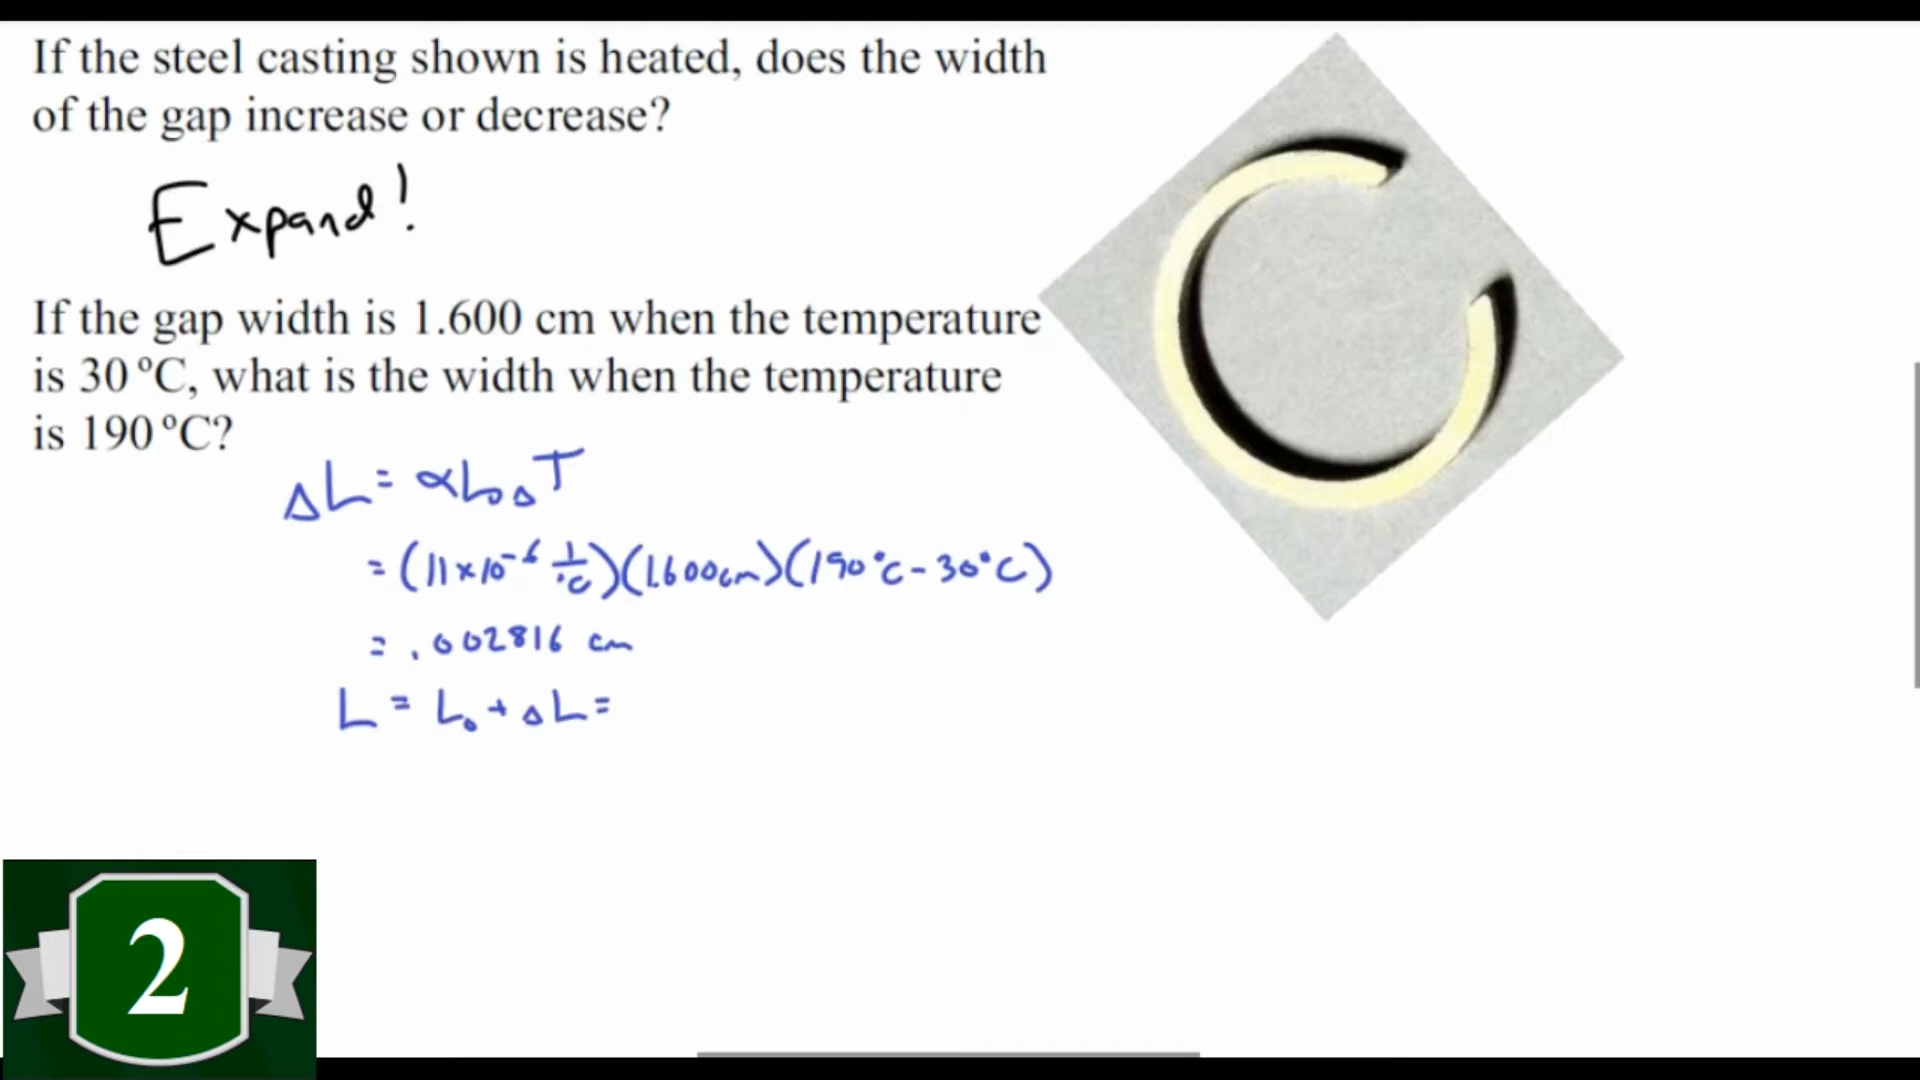 If the steel casting shown is heated, does the width
of the gap increase or decrease?
Expand!
If the gap width is 1.600 cm when the temperature
is 30 °C, what is the width when the temperature
is 190 °C?
ΔL = αL₀ΔT
= (11×10⁻⁶ 1/°C)(1.600cm)(190°C - 30°C)
= .002816 cm
L = L₀ + ΔL =
2